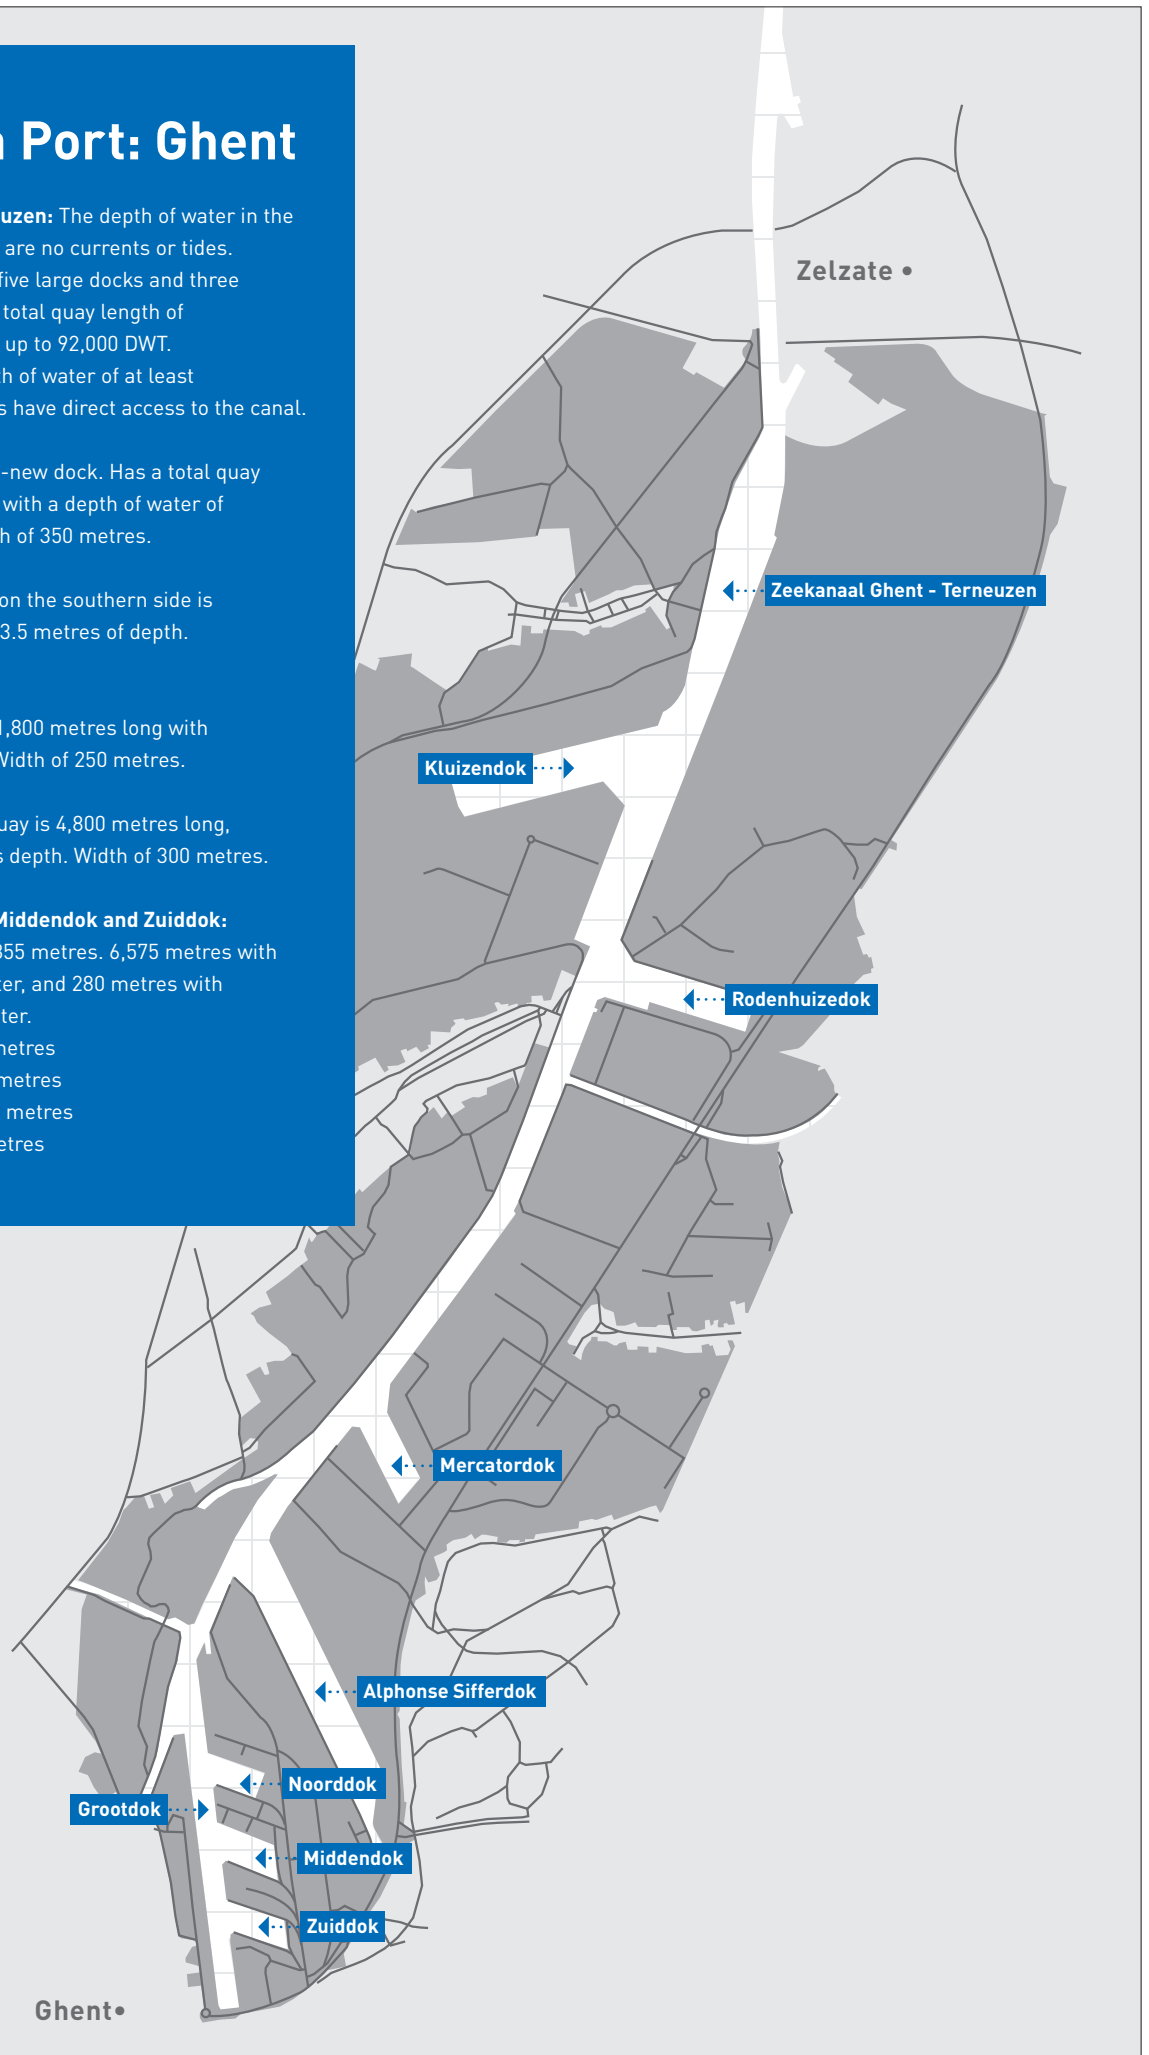 Port: Ghent
uzen: The depth of water in the
are no currents or tides.
five large docks and three
total quay length of
up to 92,000 DWT.
th of water of at least
s have direct access to the canal.
-new dock. Has a total quay
with a depth of water of
h of 350 metres.
on the southern side is
3.5 metres of depth.
1,800 metres long with
Width of 250 metres.
uay is 4,800 metres long,
s depth. Width of 300 metres.
Middendok and Zuiddok:
355 metres. 6,575 metres with
ter, and 280 metres with
ter.
metres
metres
metres
etres
Zelzate
Zeekanaal Ghent - Terneuzen
Kluizendok
Rodenhuizedok
Mercatordok
Alphonse Sifferdok
Noorddok
Grootdok
Middendok
Zuiddok
Ghent